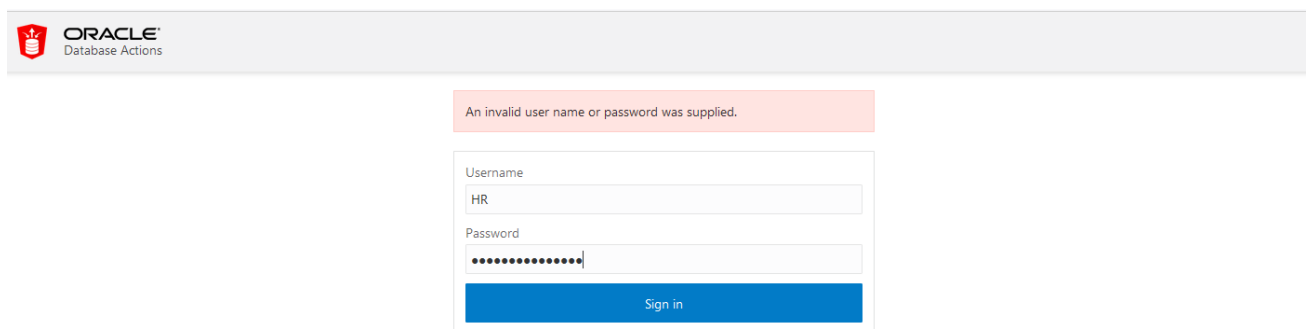 ORACLE
Database Actions
An invalid user name or password was supplied.
Username
HR
Password
•••••••••••••••
Sign in